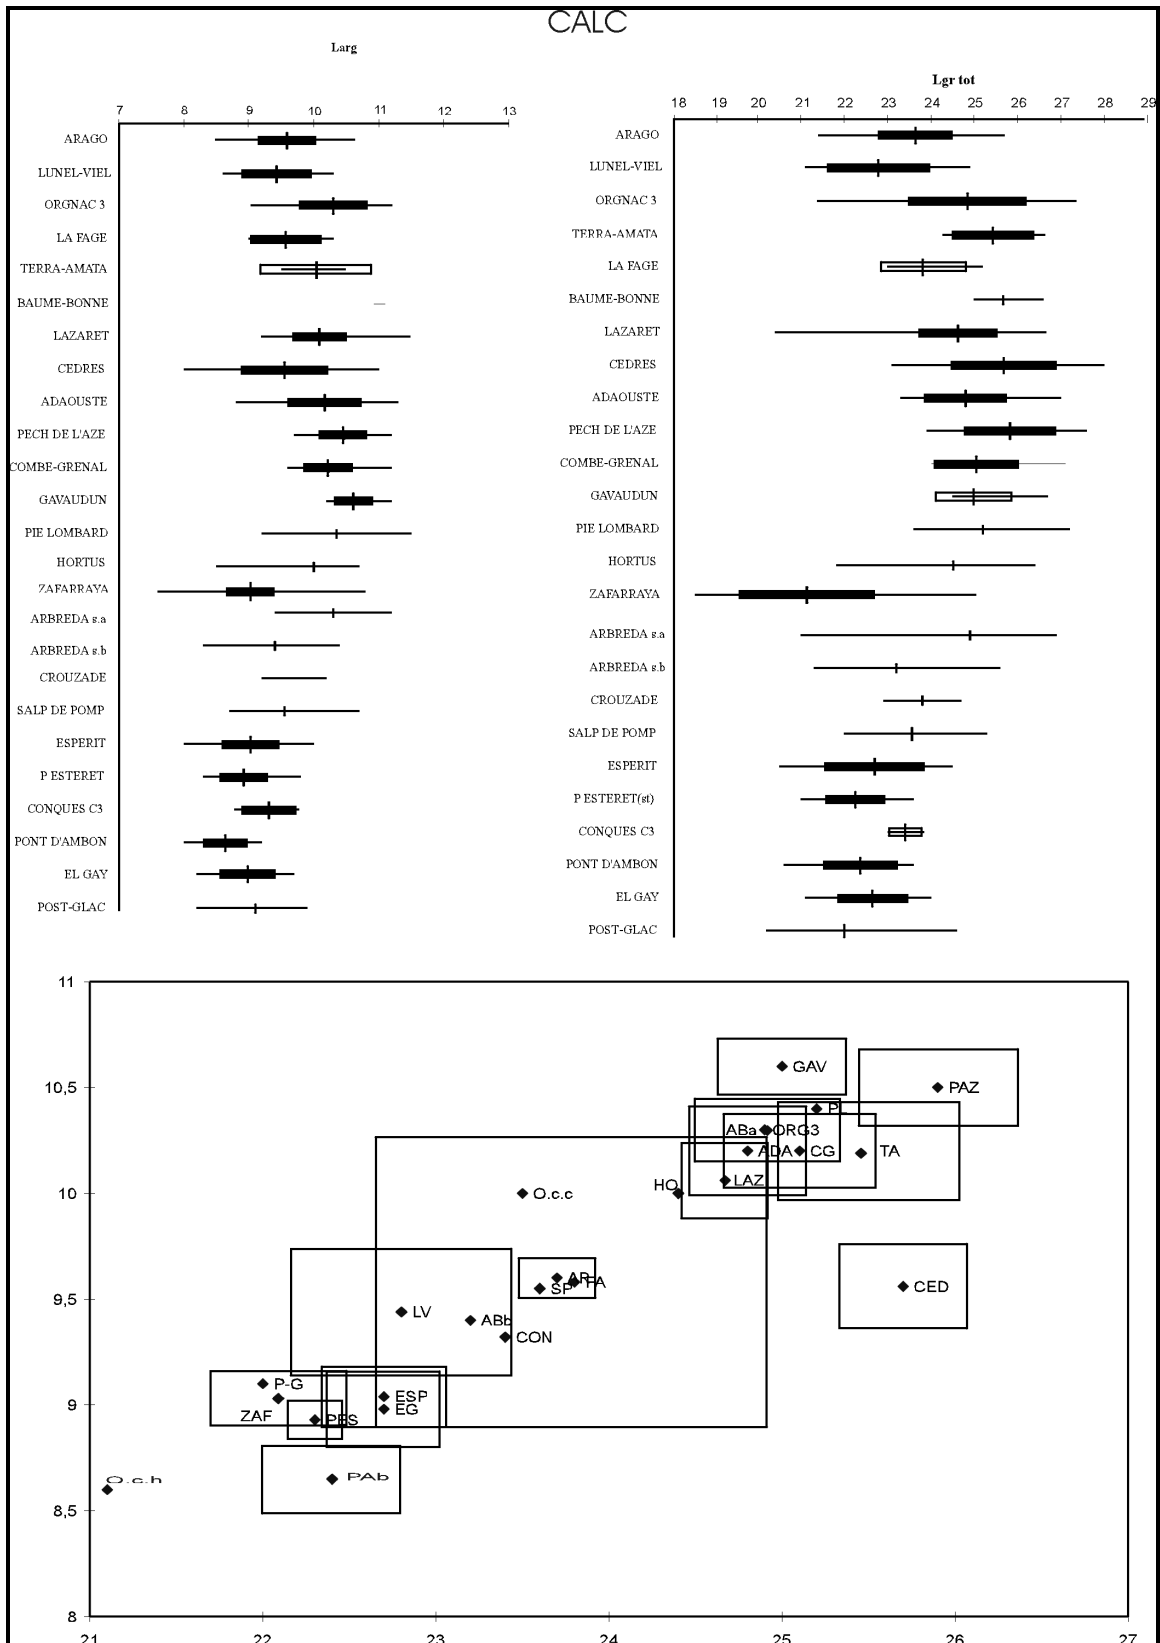 CALC
Larg
7 8 9 10 11 12 13
ARAGO
LUNEL-VIEL
ORGNAC 3
LA FAGE
TERRA-AMATA
BAUME-BONNE
LAZARET
CEDRES
ADAOUSTE
PECH DE L'AZE
COMBE-GRENAL
GAVAUDUN
PIE LOMBARD
HORTUS
ZAFARRAYA
ARBREDA s.a
ARBREDA s.b
CROUZADE
SALP DE POMP
ESPERIT
P ESTERET
CONQUES C3
PONT D'AMBON
EL GAY
POST-GLAC
Lgr tot
18 19 20 21 22 23 24 25 26 27 28 29
ARAGO
LUNEL-VIEL
ORGNAC 3
TERRA-AMATA
LA FAGE
BAUME-BONNE
LAZARET
CEDRES
ADAOUSTE
PECH DE L'AZE
COMBE-GRENAL
GAVAUDUN
PIE LOMBARD
HORTUS
ZAFARRAYA
ARBREDA s.a
ARBREDA s.b
CROUZADE
SALP DE POMP
ESPERIT
P ESTERET(st)
CONQUES C3
PONT D'AMBON
EL GAY
POST-GLAC
11
GAV
10,5
PAZ
ABa ORG3
ADA CG TA
LAZ
HO
10
O.c.c
AR FA
SP
CED
9,5
LV
ABb
CON
P-G
ESP
9
EG
ZAF
PES
PAb
O.c.h
8,5
8
21 22 23 24 25 26 27